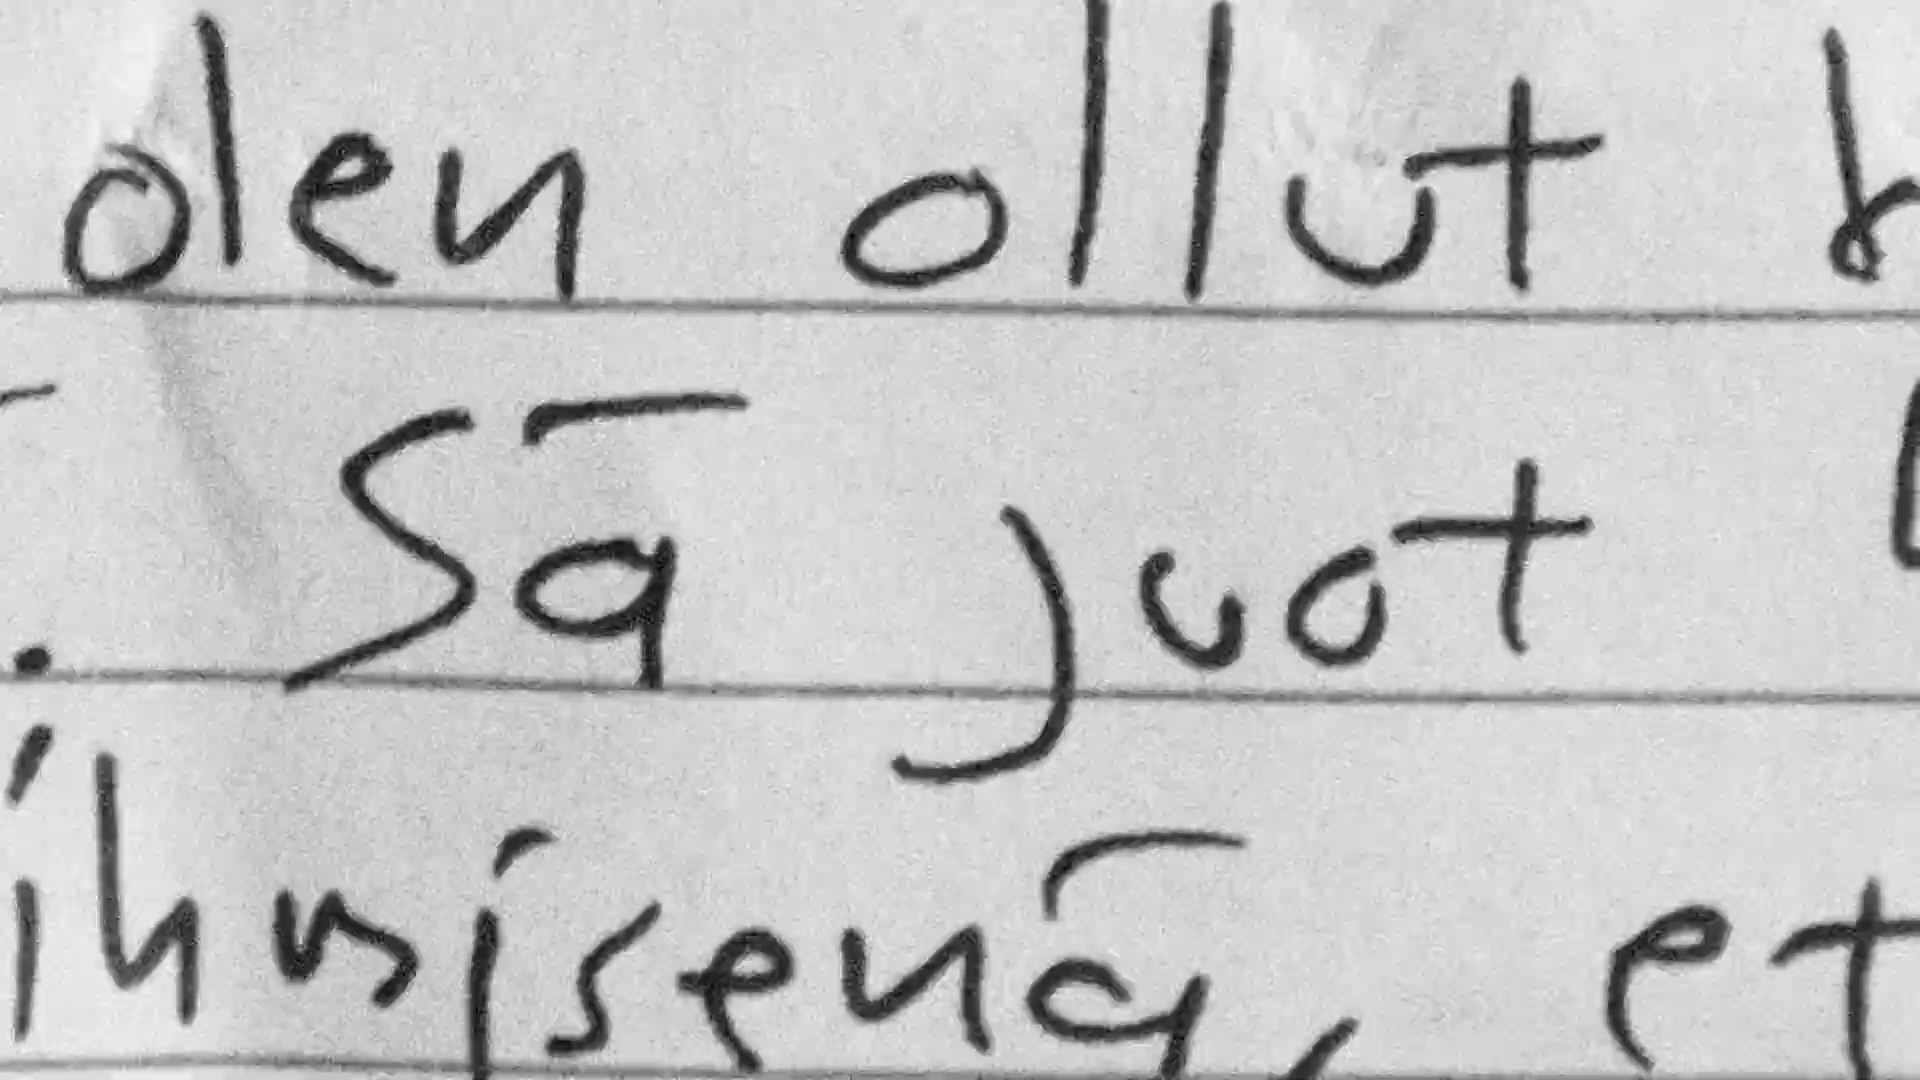 olen ollut
. Sä juot
ihmisenä, et